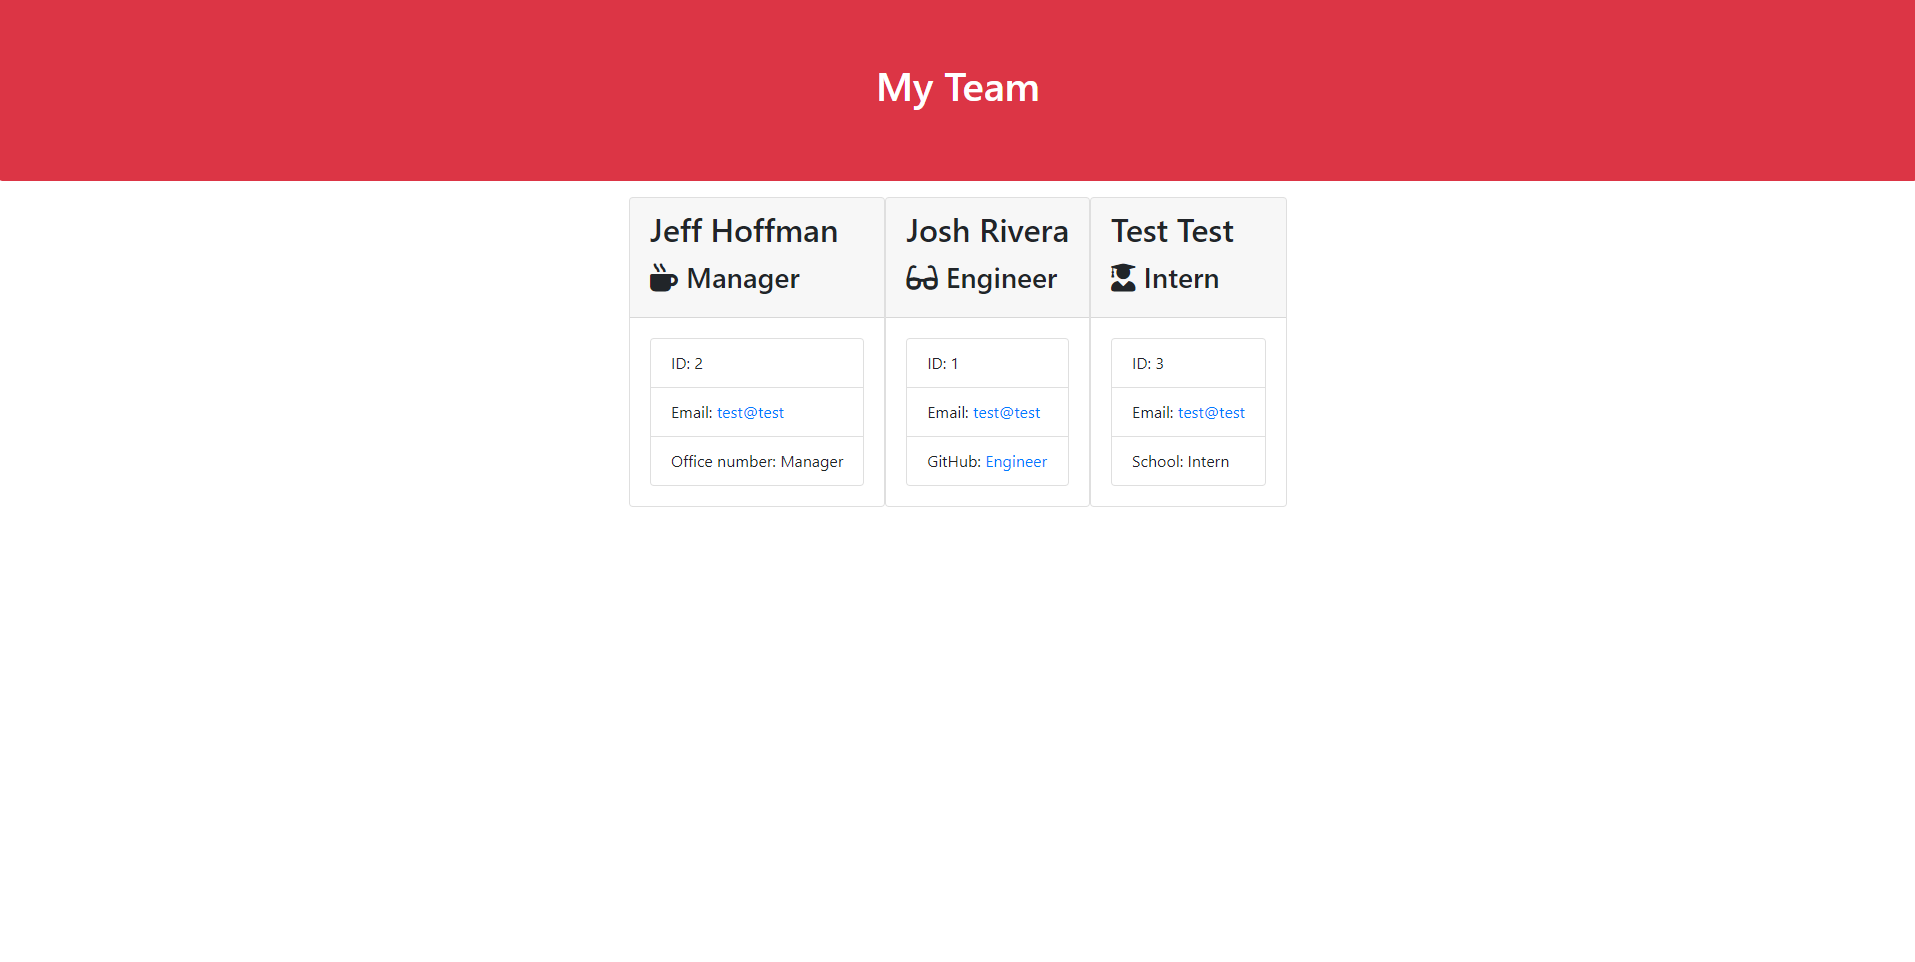 My Team
Jeff Hoffman
Manager
ID: 2
Email: test@test
Office number: Manager
Josh Rivera
Engineer
ID: 1
Email: test@test
GitHub: Engineer
Test Test
Intern
ID: 3
Email: test@test
School: Intern